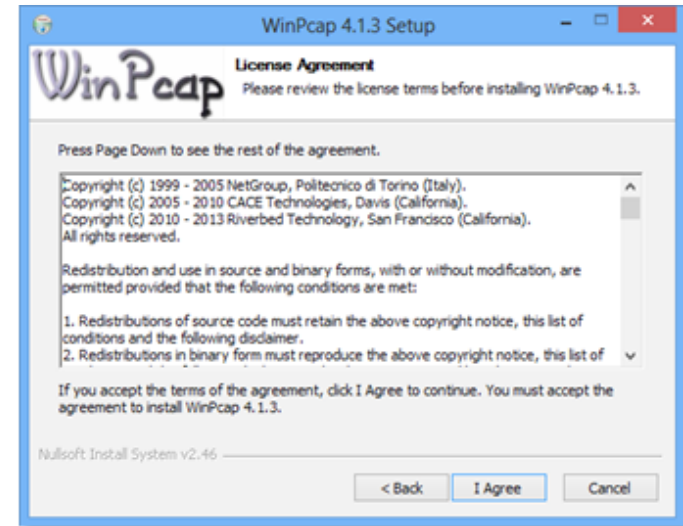 WinPcap 4.1.3 Setup
WinPcap
License Agreement
Please review the license terms before installing WinPcap 4.1.3.
Press Page Down to see the rest of the agreement.
Copyright (c) 1999 - 2005 NetGroup, Politecnico di Torino (Italy).
Copyright (c) 2005 - 2010 CACE Technologies, Davis (California).
Copyright (c) 2010 - 2013 Riverbed Technology, San Francisco (California).
All rights reserved.
Redistribution and use in source and binary forms, with or without modification, are
permitted provided that the following conditions are met:
1. Redistributions of source code must retain the above copyright notice, this list of
conditions and the following disclaimer.
2. Redistributions in binary form must reproduce the above copyright notice, this list of
If you accept the terms of the agreement, click I Agree to continue. You must accept the
agreement to install WinPcap 4.1.3.
Nullsoft Install System v2.46
< Back
I Agree
Cancel